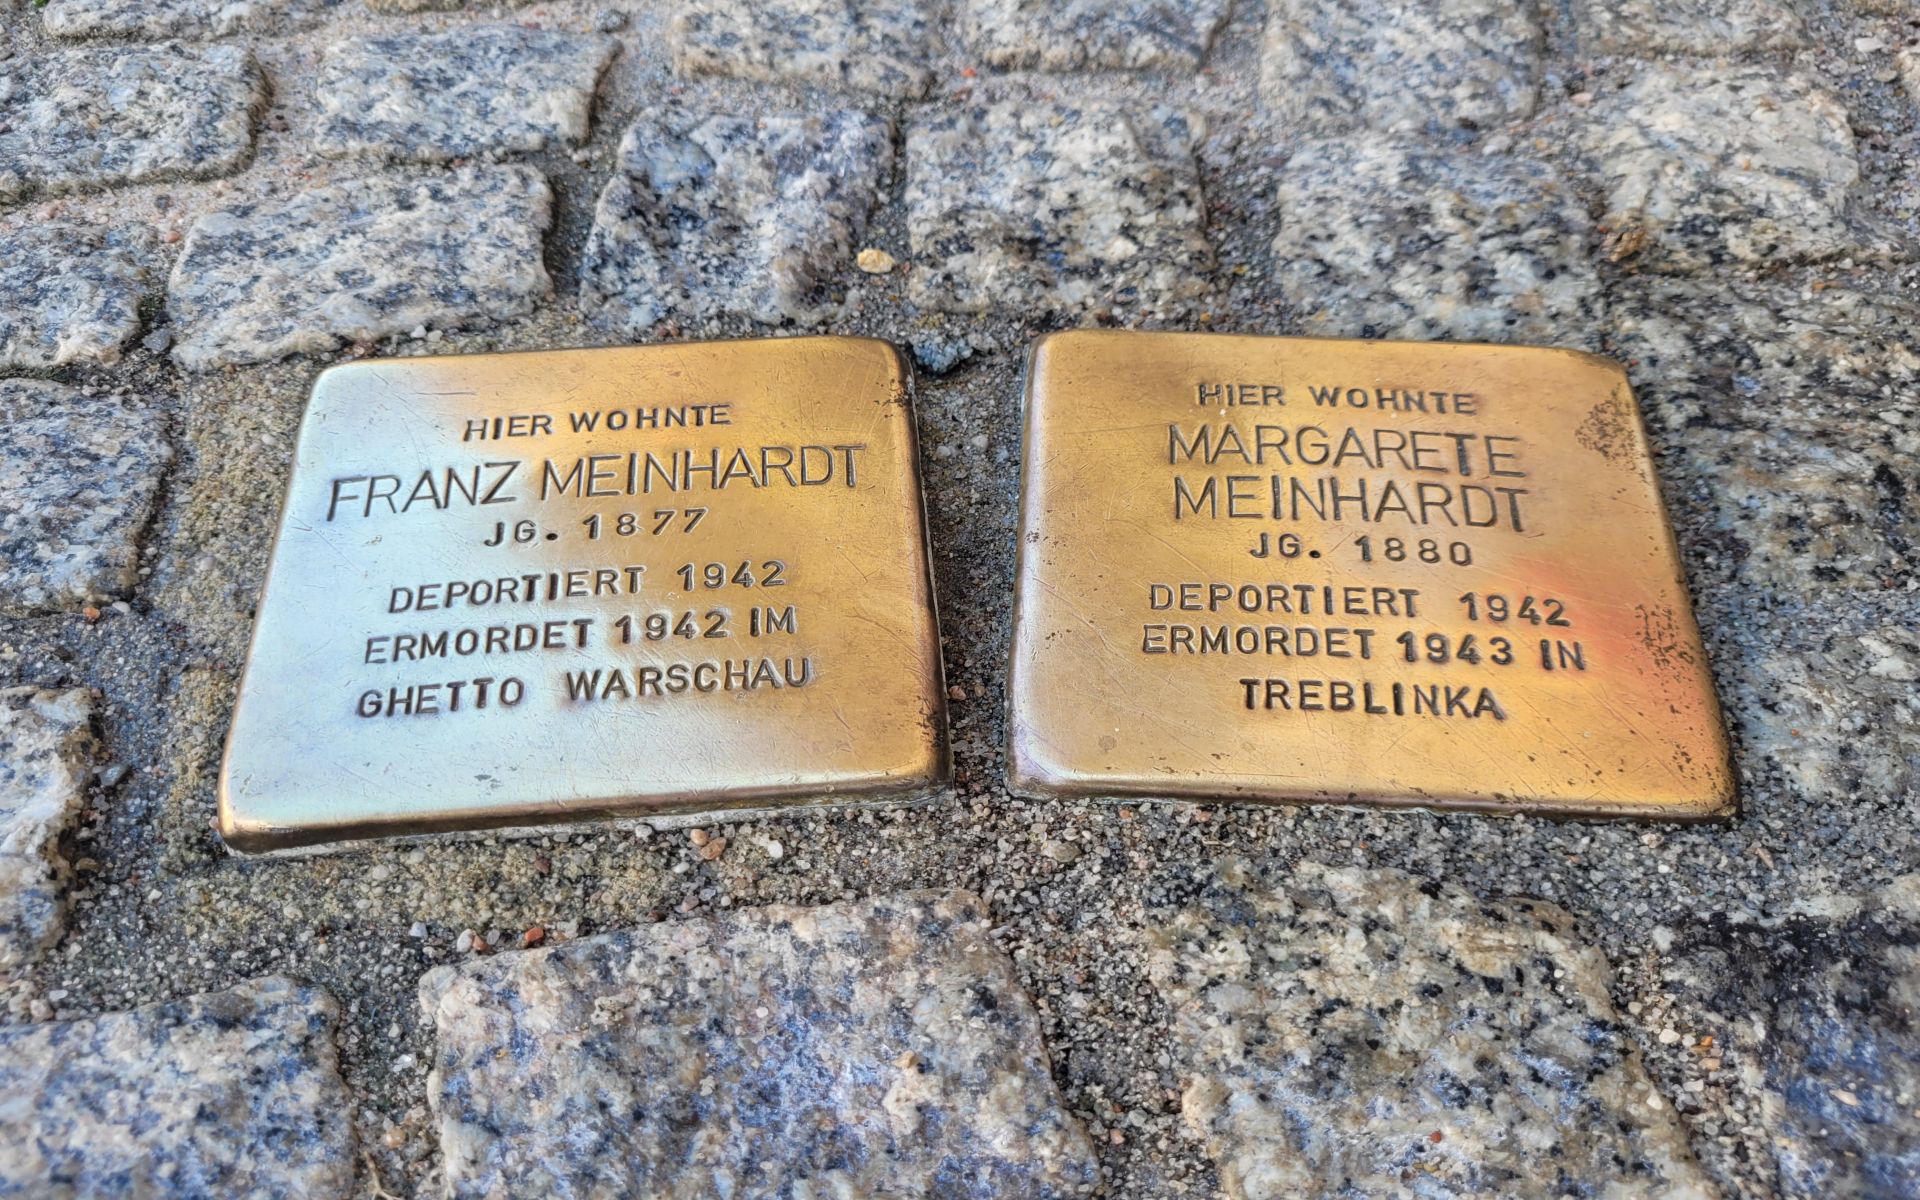 HIER WOHNTE
FRANZ MEINHARDT
JG. 1877
DEPORTIERT 1942
ERMORDET 1942 IM
GHETTO WARSCHAU
HIER WOHNTE
MARGARETE
MEINHARDT
JG. 1880
DEPORTIERT 1942
ERMORDET 1943 IN
TREBLINKA